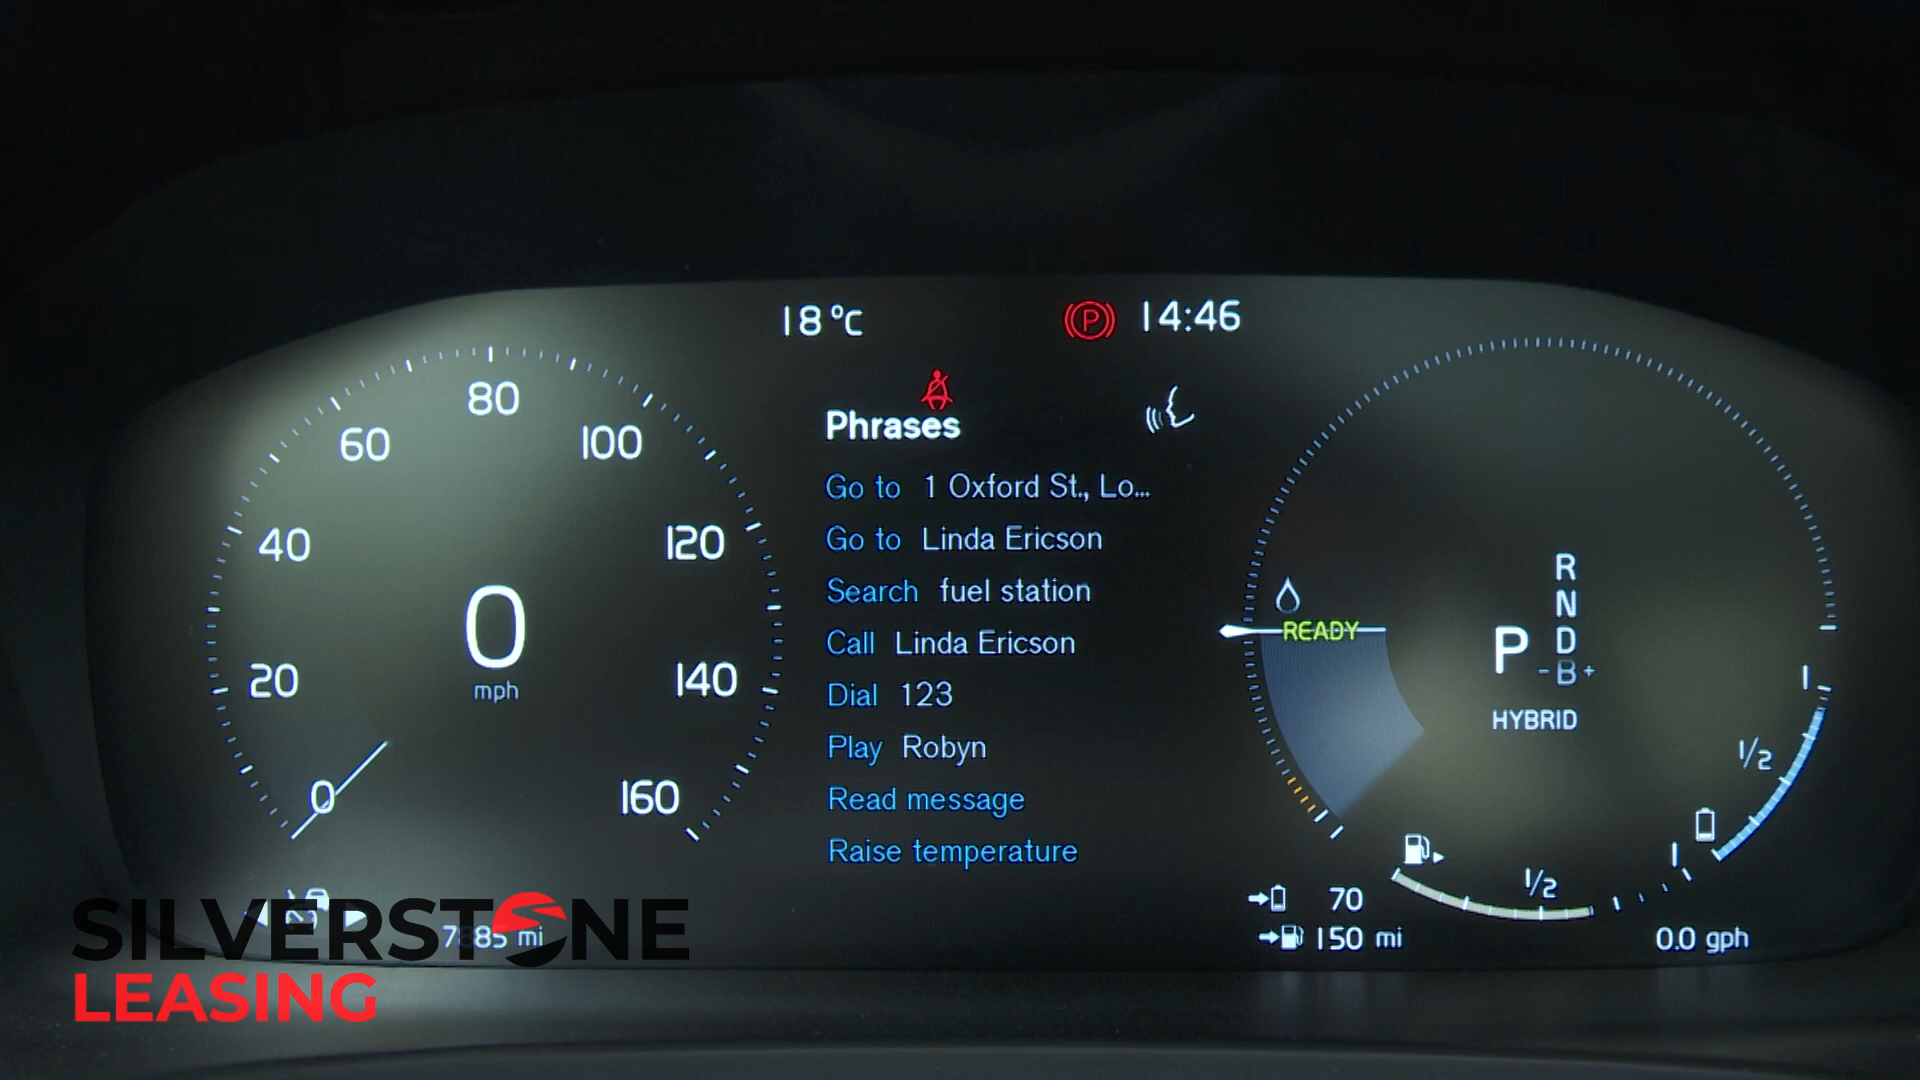 18 °C
P 14:46
Phrases
Go to 1 Oxford St., Lo...
Go to Linda Ericson
Search fuel station
Call Linda Ericson
Dial 123
Play Robyn
Read message
Raise temperature
80
60
100
40
120
0
mph
20
140
0
160
READY
R
N
D
P
-B+
HYBRID
1
1/2
1/2
70
150 mi
0.0 gph
7885 mi
SILVERSTONE
LEASING